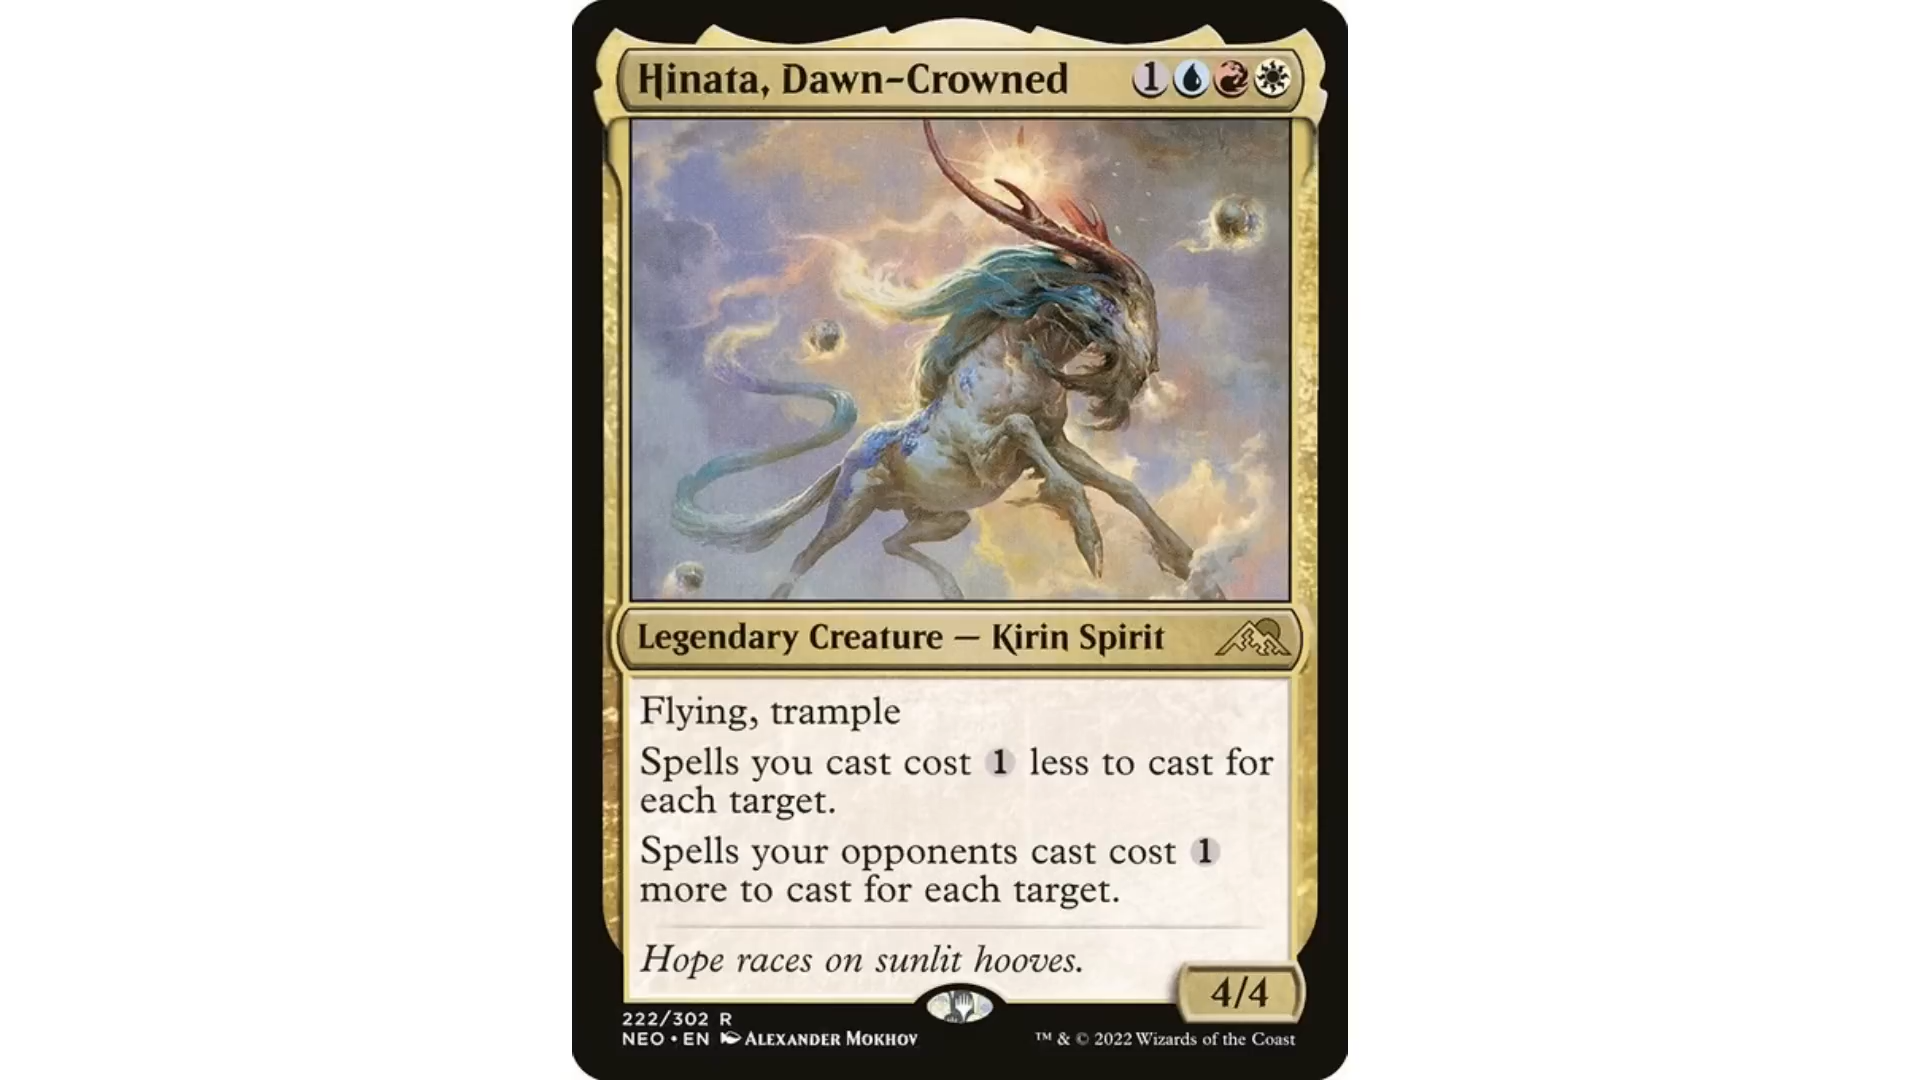 Hinata, Dawn-Crowned 1
Legendary Creature — Kirin Spirit
Flying, trample
Spells you cast cost 1 less to cast for
each target.
Spells your opponents cast cost 1
more to cast for each target.
Hope races on sunlit hooves.
4/4
222/302 R
NEO • EN Alexander Mokhov
™ & © 2022 Wizards of the Coast